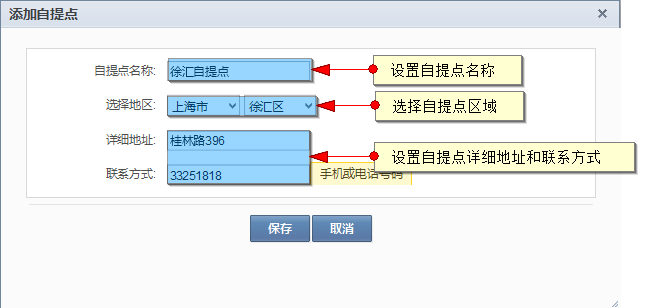 添加自提点
自提点名称: 徐汇自提点 设置自提点名称
选择地区: 上海市 徐汇区 选择自提点区域
详细地址: 桂林路396
设置自提点详细地址和联系方式
联系方式: 33251818 手机或电话号码
保存 取消